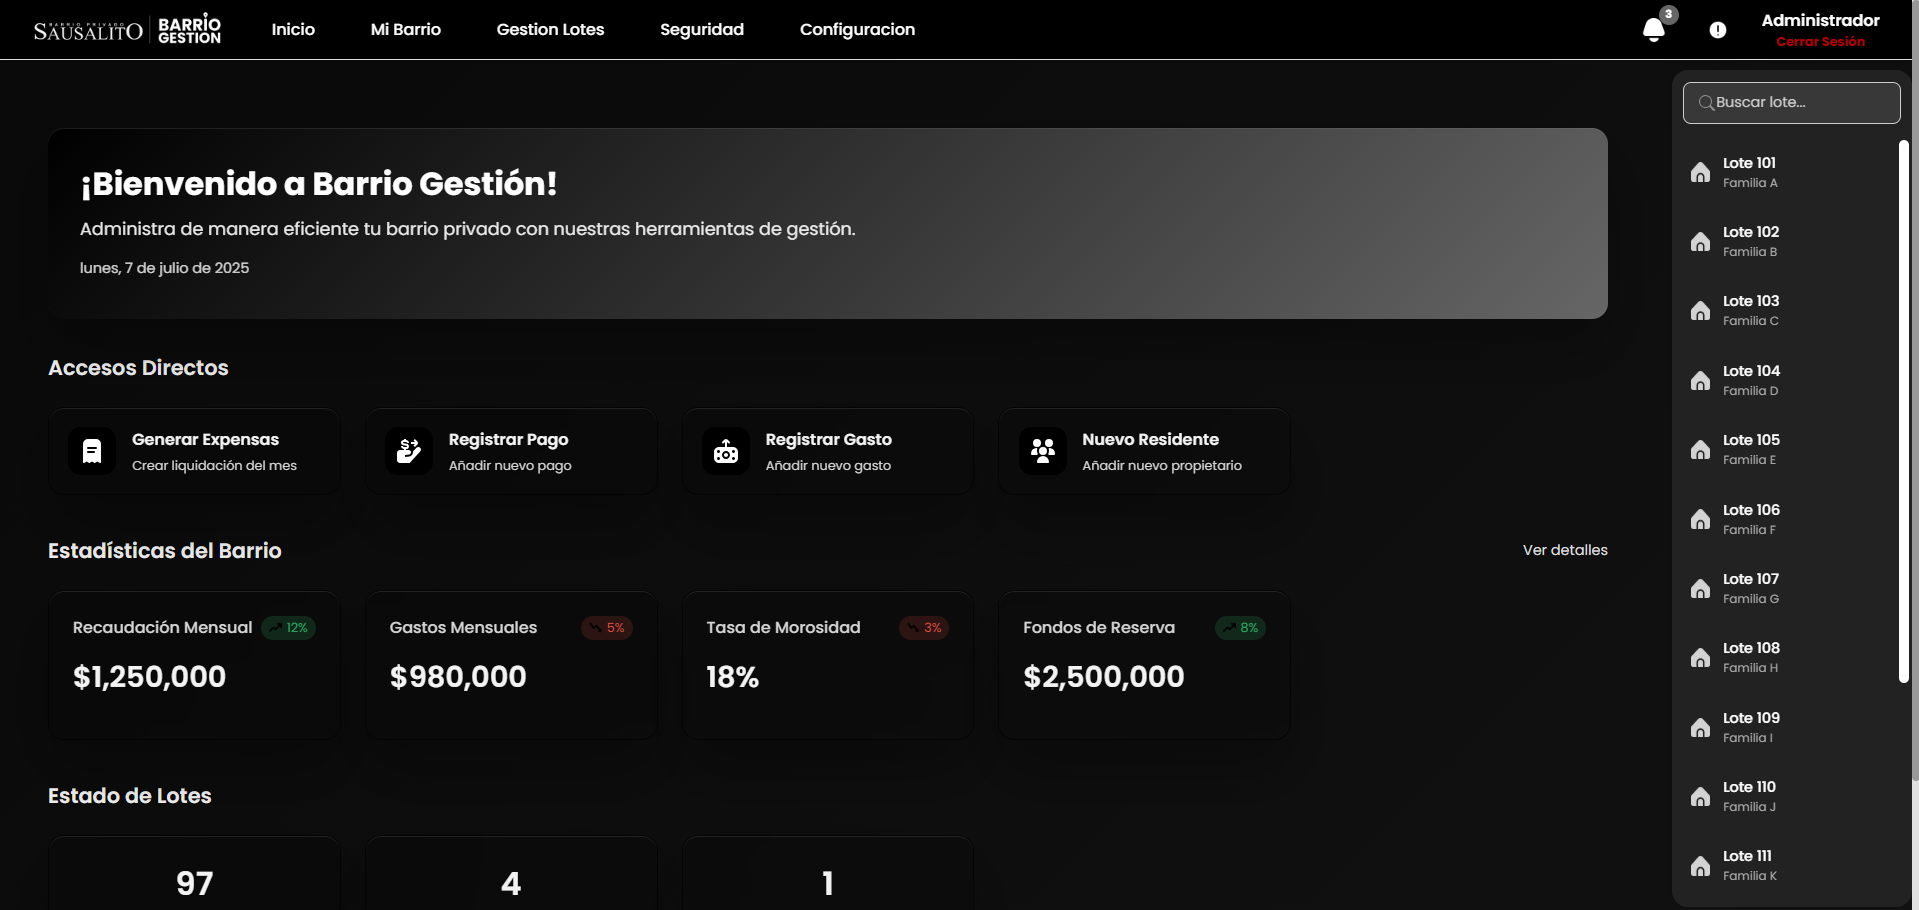 BARRIO PRIVADO
SAUSALITO
BARRIO
GESTIÓN
Inicio
Mi Barrio
Gestion Lotes
Seguridad
Configuracion
3
Administrador
Cerrar Sesión
¡Bienvenido a Barrio Gestión!
Administra de manera eficiente tu barrio privado con nuestras herramientas de gestión.
lunes, 7 de julio de 2025
Accesos Directos
Generar Expensas
Crear liquidación del mes
Registrar Pago
Añadir nuevo pago
Registrar Gasto
Añadir nuevo gasto
Nuevo Residente
Añadir nuevo propietario
Estadísticas del Barrio
Ver detalles
Recaudación Mensual
12%
$1,250,000
Gastos Mensuales
5%
$980,000
Tasa de Morosidad
3%
18%
Fondos de Reserva
8%
$2,500,000
Estado de Lotes
97
4
1
Buscar lote...
Lote 101
Familia A
Lote 102
Familia B
Lote 103
Familia C
Lote 104
Familia D
Lote 105
Familia E
Lote 106
Familia F
Lote 107
Familia G
Lote 108
Familia H
Lote 109
Familia I
Lote 110
Familia J
Lote 111
Familia K